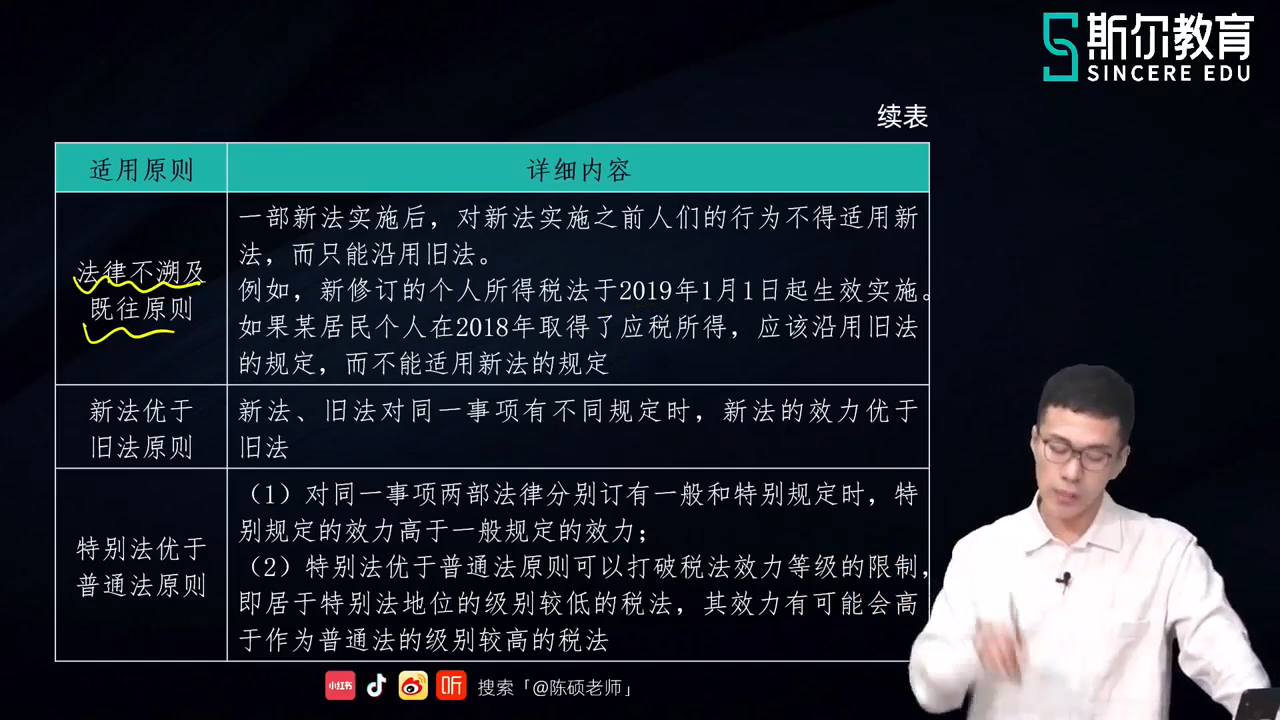 斯尔教育
SINCERE EDU
续表
适用原则
详细内容
法律不溯及
既往原则
一部新法实施后，对新法实施之前人们的行为不得适用新
法，而只能沿用旧法。
例如，新修订的个人所得税法于2019年1月1日起生效实施。
如果某居民个人在2018年取得了应税所得，应该沿用旧法
的规定，而不能适用新法的规定
新法优于
旧法原则
新法、旧法对同一事项有不同规定时，新法的效力优于
旧法
特别法优于
普通法原则
（1）对同一事项两部法律分别订有一般和特别规定时，特
别规定的效力高于一般规定的效力；
（2）特别法优于普通法原则可以打破税法效力等级的限制，
即居于特别法地位的级别较低的税法，其效力有可能会高
于作为普通法的级别较高的税法
小红书
听
搜索「@陈硕老师」